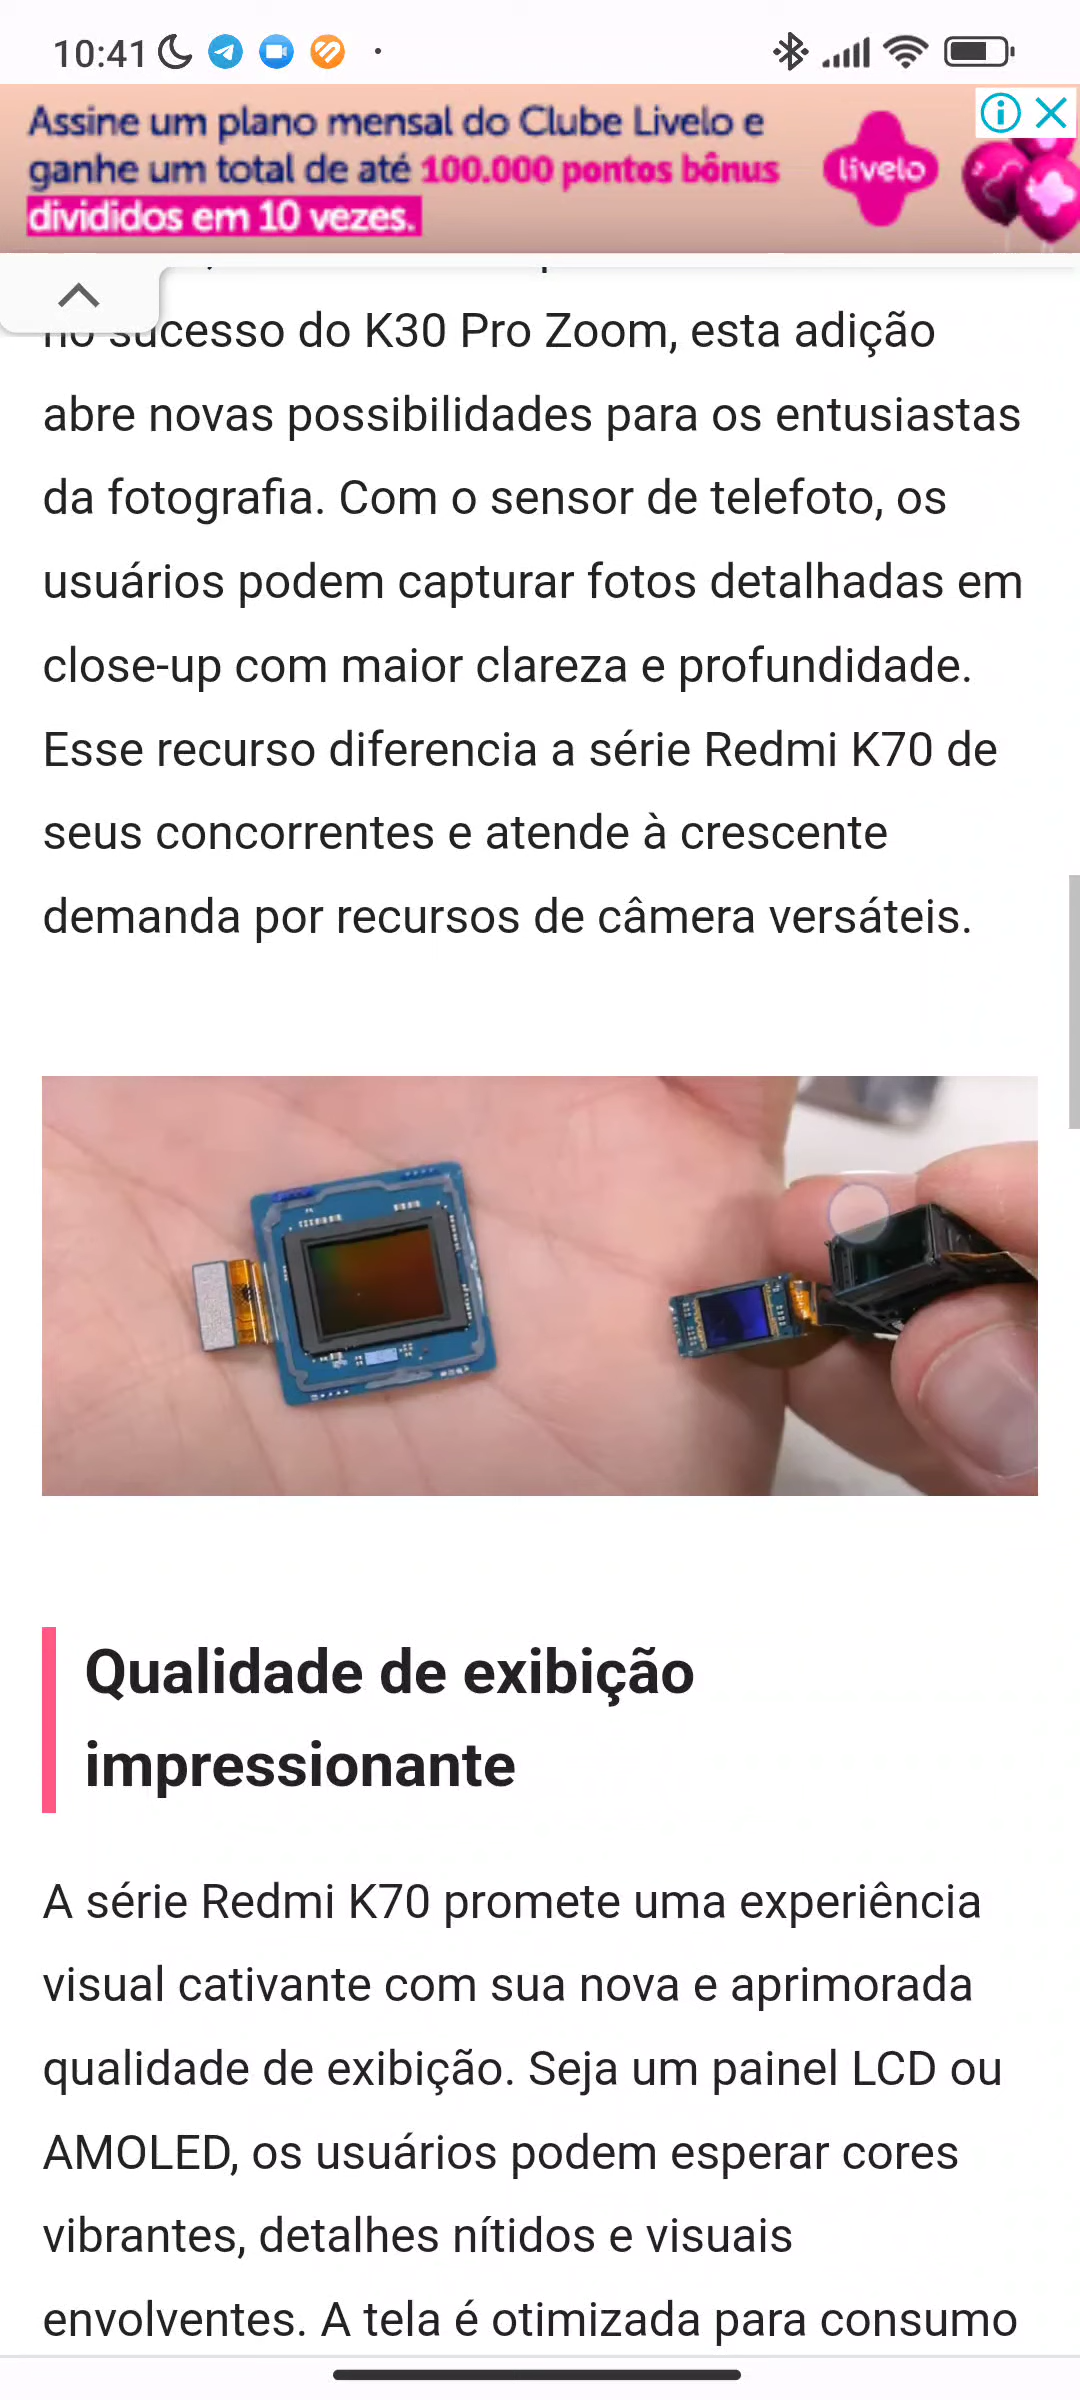 10:41
Assine um plano mensal do Clube Livelo e
ganhe um total de até 100.000 pontos bônus
divididos em 10 vezes.
livelo
no sucesso do K30 Pro Zoom, esta adição
abre novas possibilidades para os entusiastas
da fotografia. Com o sensor de telefoto, os
usuários podem capturar fotos detalhadas em
close-up com maior clareza e profundidade.
Esse recurso diferencia a série Redmi K70 de
seus concorrentes e atende à crescente
demanda por recursos de câmera versáteis.
Qualidade de exibição
impressionante
A série Redmi K70 promete uma experiência
visual cativante com sua nova e aprimorada
qualidade de exibição. Seja um painel LCD ou
AMOLED, os usuários podem esperar cores
vibrantes, detalhes nítidos e visuais
envolventes. A tela é otimizada para consumo